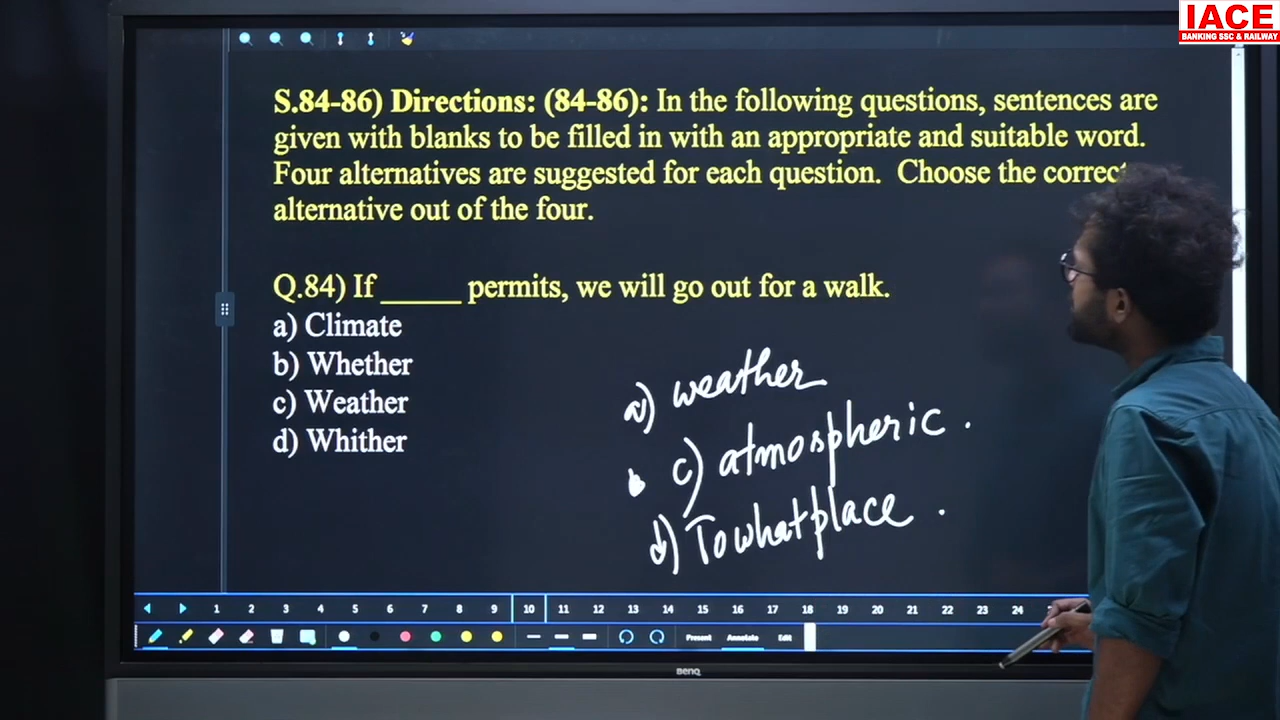 IACE
BANKING SSC & RAILWAY
S.84-86) Directions: (84-86): In the following questions, sentences are
given with blanks to be filled in with an appropriate and suitable word.
Four alternatives are suggested for each question. Choose the correct
alternative out of the four.
Q.84) If _____ permits, we will go out for a walk.
a) Climate
b) Whether
c) Weather
d) Whither
a) weather
c) atmospheric.
d) To what place.
1 2 3 4 5 6 7 8 9 10 11 12 13 14 15 16 17 18 19 20 21 22 23 24
Present Annotate Edit
BenQ